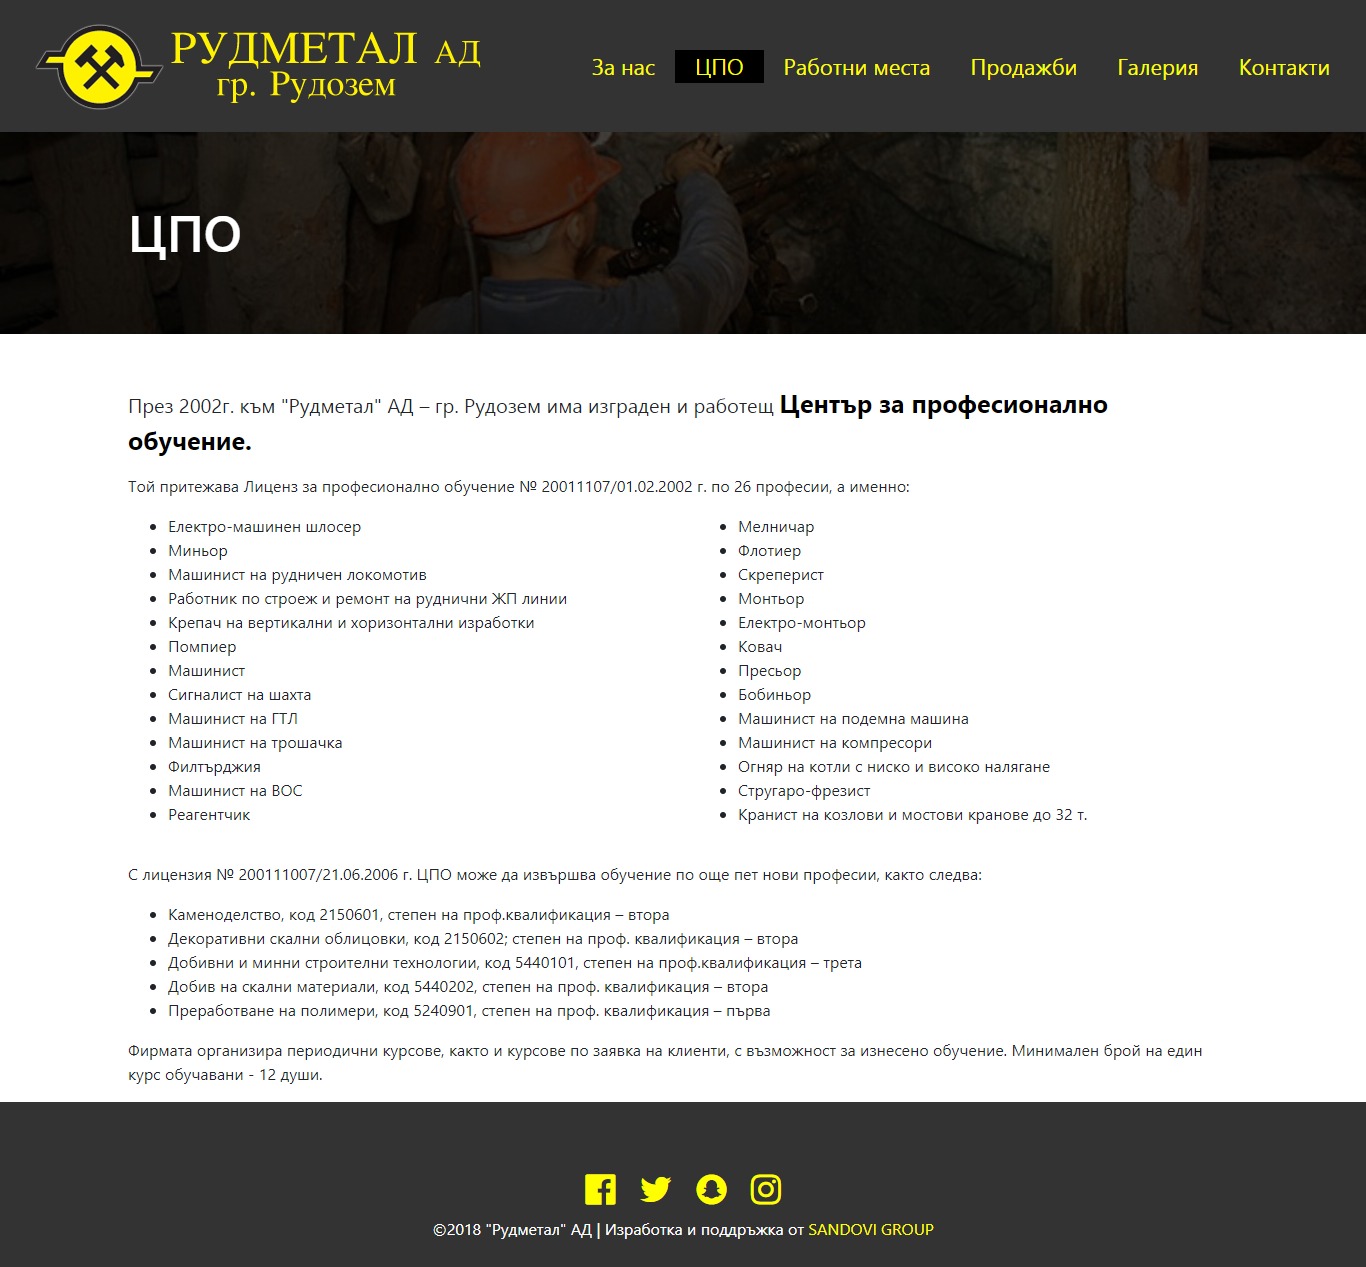 РУДМЕТАЛ АД
гр. Рудозем
За нас
ЦПО
Работни места
Продажби
Галерия
Контакти
ЦПО
През 2002г. към "Рудметал" АД – гр. Рудозем има изграден и работещ Център за професионално
обучение.
Той притежава Лиценз за професионално обучение № 20011107/01.02.2002 г. по 26 професии, а именно:
Електро-машинен шлосер
Миньор
Машинист на рудничен локомотив
Работник по строеж и ремонт на руднични ЖП линии
Крепач на вертикални и хоризонтални изработки
Помпиер
Машинист
Сигналист на шахта
Машинист на ГТЛ
Машинист на трошачка
Филтърджия
Машинист на ВОС
Реагентчик
Мелничар
Флотиер
Скреперист
Монтьор
Електро-монтьор
Ковач
Пресьор
Бобиньор
Машинист на подемна машина
Машинист на компресори
Огняр на котли с ниско и високо налягане
Стругаро-фрезист
Кранист на козлови и мостови кранове до 32 т.
С лицензия № 200111007/21.06.2006 г. ЦПО може да извършва обучение по още пет нови професии, както следва:
Каменоделство, код 2150601, степен на проф.квалификация – втора
Декоративни скални облицовки, код 2150602; степен на проф. квалификация – втора
Добивни и минни строителни технологии, код 5440101, степен на проф.квалификация – трета
Добив на скални материали, код 5440202, степен на проф. квалификация – втора
Преработване на полимери, код 5240901, степен на проф. квалификация – първа
Фирмата организира периодични курсове, както и курсове по заявка на клиенти, с възможност за изнесено обучение. Минимален брой на един
курс обучавани - 12 души.
©2018 "Рудметал" АД | Изработка и поддръжка от SANDOVI GROUP